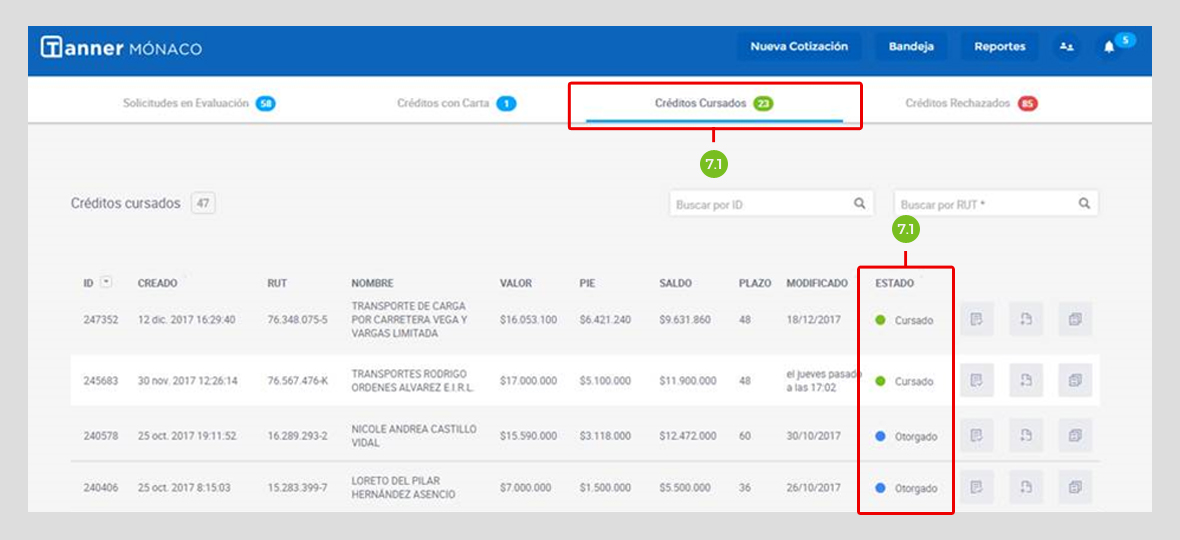 Tanner MÓNACO
Nueva Cotización
Bandeja
Reportes
5
Solicitudes en Evaluación 58
Créditos con Carta 1
Créditos Cursados 23
Créditos Rechazados 85
7.1
Créditos cursados 47
Buscar por ID
Buscar por RUT *
7.1
ID CREADO RUT NOMBRE VALOR PIE SALDO PLAZO MODIFICADO ESTADO
TRANSPORTE DE CARGA
247352 12 dic. 2017 16:29:40 76.348.075-5 POR CARRETERA VEGA Y $16.053.100 $6.421.240 $9.631.860 48 18/12/2017 Cursado
VARGAS LIMITADA
TRANSPORTES RODRIGO el jueves pasado
245683 30 nov. 2017 12:26:14 76.567.476-K $17.000.000 $5.100.000 $11.900.000 48 Cursado
ORDENES ALVAREZ E.I.R.L. a las 17:02
NICOLE ANDREA CASTILLO
240578 25 oct. 2017 19:11:52 16.289.293-2 $15.590.000 $3.118.000 $12.472.000 60 30/10/2017 Otorgado
VIDAL
LORETO DEL PILAR
240406 25 oct. 2017 8:15:03 15.283.399-7 $7.000.000 $1.500.000 $5.500.000 36 26/10/2017 Otorgado
HERNÁNDEZ ASENCIO